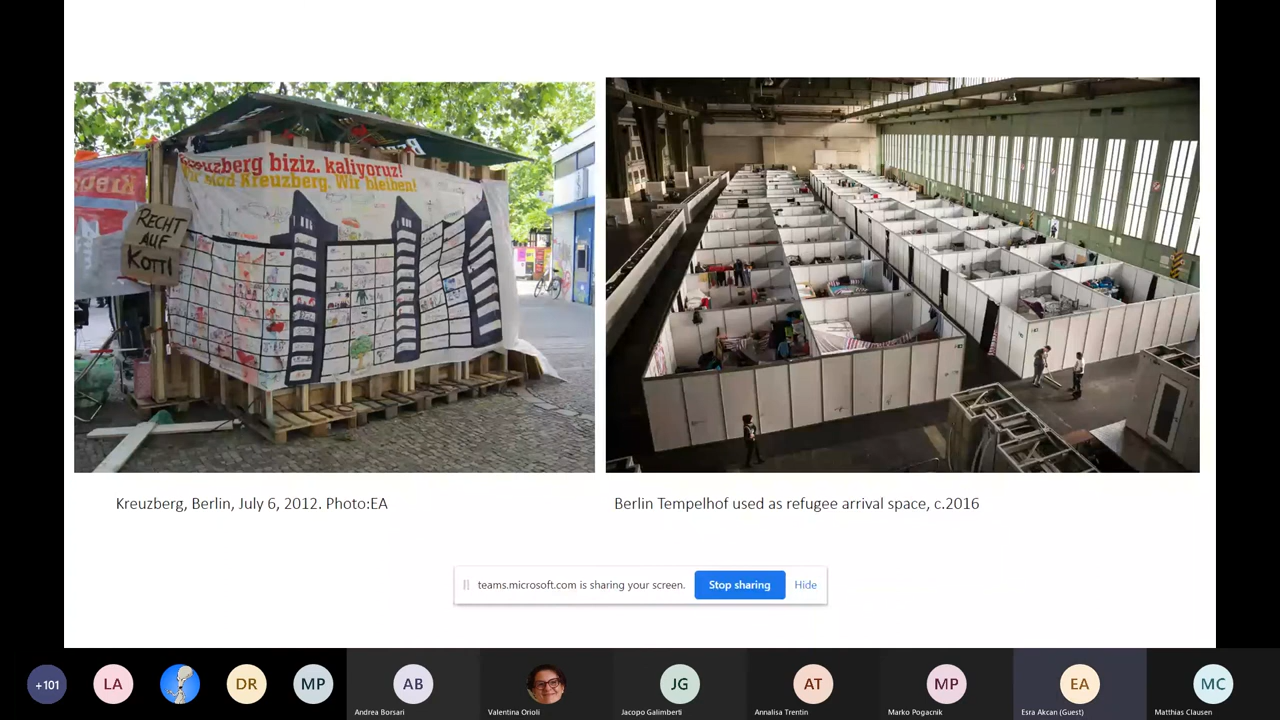 Kreuzberg biziz. kaliyoruz!
Wir sind Kreuzberg. Wir bleiben!
RECHT
AUF
KOTTI
Kreuzberg, Berlin, July 6, 2012. Photo:EA
Berlin Tempelhof used as refugee arrival space, c.2016
teams.microsoft.com is sharing your screen.
Stop sharing
Hide
+101
LA
DR
MP
AB
JG
AT
MP
EA
MC
Andrea Borsari
Valentina Orioli
Jacopo Galimberti
Annalisa Trentin
Marko Pogacnik
Esra Akcan (Guest)
Matthias Clausen